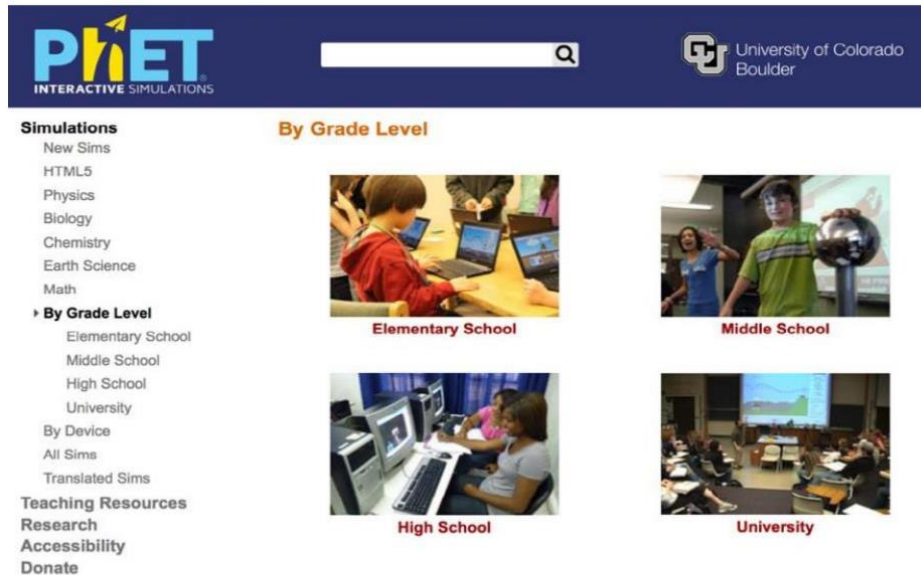 PhET
INTERACTIVE SIMULATIONS
CU
University of Colorado
Boulder
Simulations
New Sims
HTML5
Physics
Biology
Chemistry
Earth Science
Math
By Grade Level
Elementary School
Middle School
High School
University
By Device
All Sims
Translated Sims
Teaching Resources
Research
Accessibility
Donate
By Grade Level
Elementary School
Middle School
High School
University